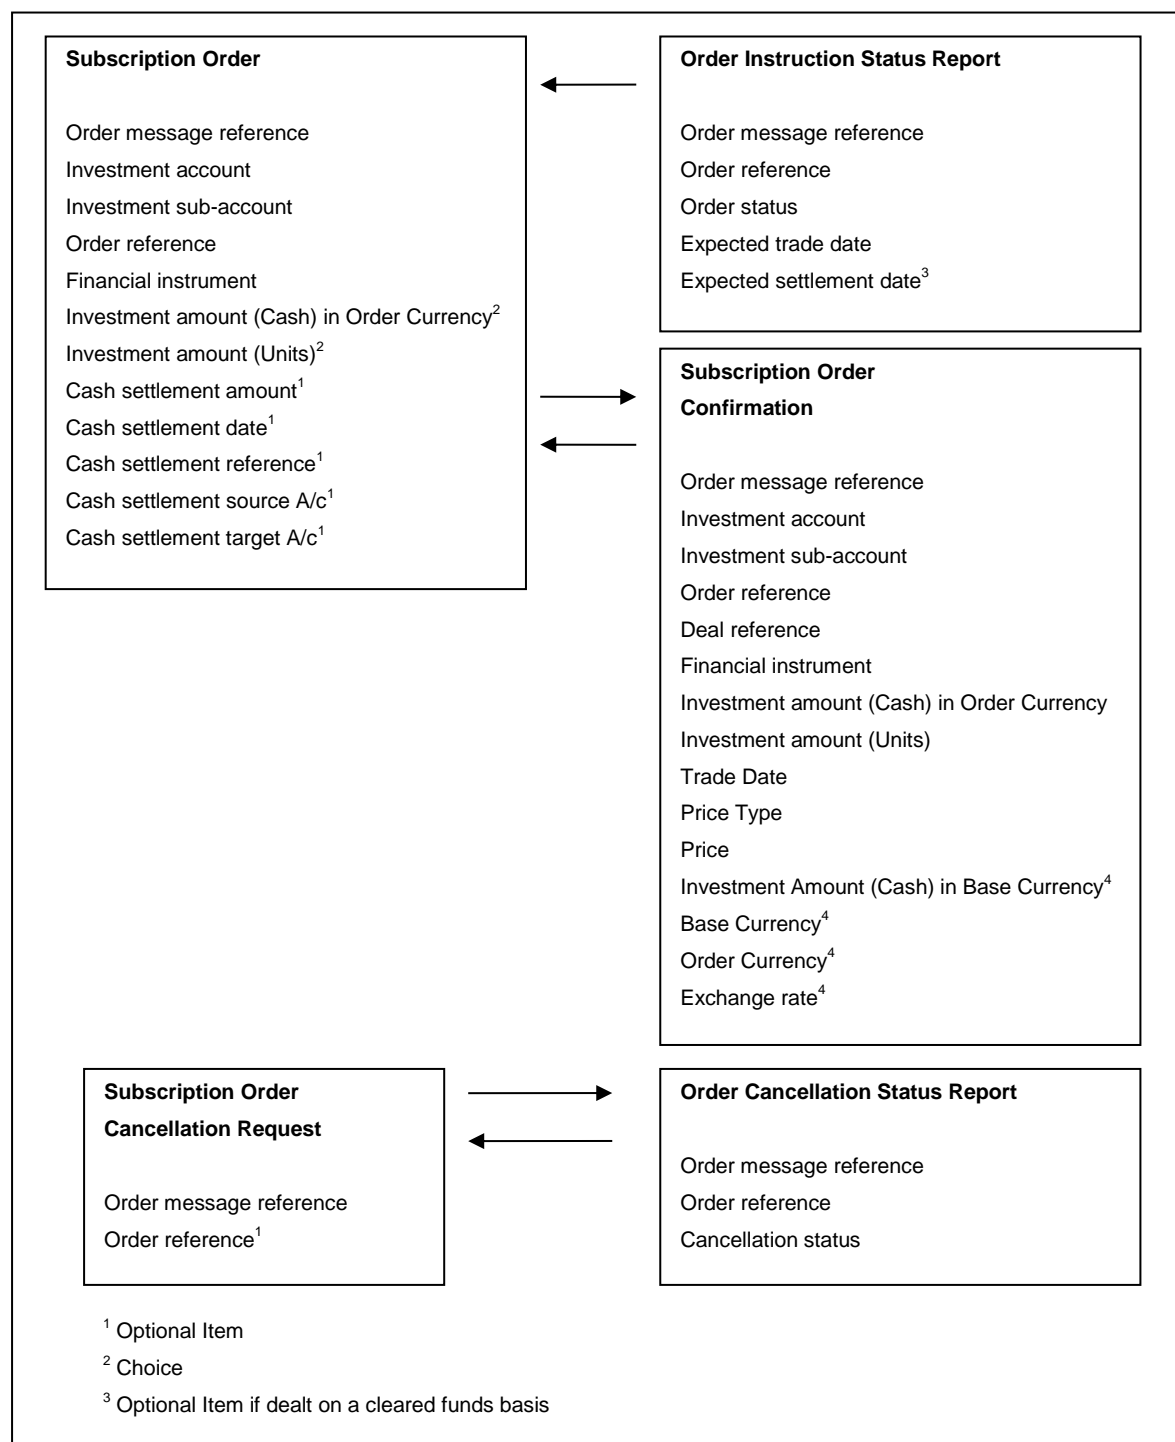 Subscription Order
Order message reference
Investment account
Investment sub-account
Order reference
Financial instrument
Investment amount (Cash) in Order Currency²
Investment amount (Units)²
Cash settlement amount¹
Cash settlement date¹
Cash settlement reference¹
Cash settlement source A/c¹
Cash settlement target A/c¹
Order Instruction Status Report
Order message reference
Order reference
Order status
Expected trade date
Expected settlement date³
Subscription Order
Confirmation
Order message reference
Investment account
Investment sub-account
Order reference
Deal reference
Financial instrument
Investment amount (Cash) in Order Currency
Investment amount (Units)
Trade Date
Price Type
Price
Investment Amount (Cash) in Base Currency⁴
Base Currency⁴
Order Currency⁴
Exchange rate⁴
Subscription Order
Cancellation Request
Order message reference
Order reference¹
Order Cancellation Status Report
Order message reference
Order reference
Cancellation status
¹ Optional Item
² Choice
³ Optional Item if dealt on a cleared funds basis